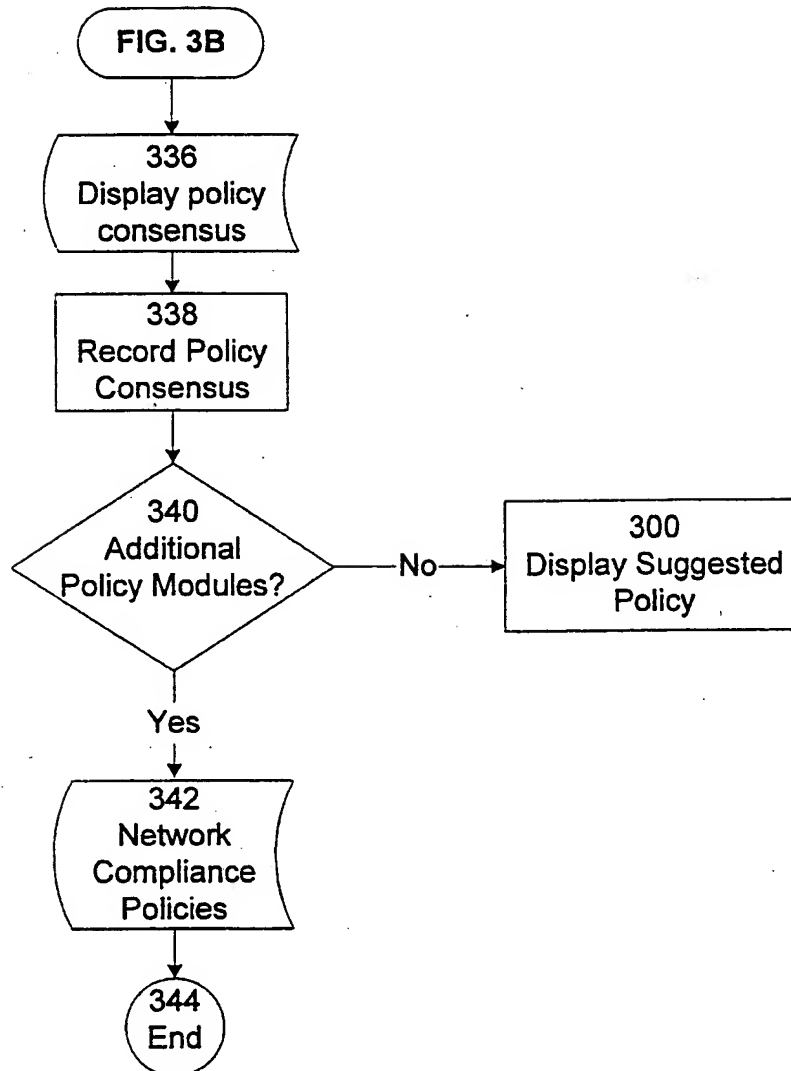 FIG. 3B
336
Display policy
consensus
338
Record Policy
Consensus
340
Additional
Policy Modules?
No
300
Display Suggested
Policy
Yes
342
Network
Compliance
Policies
344
End